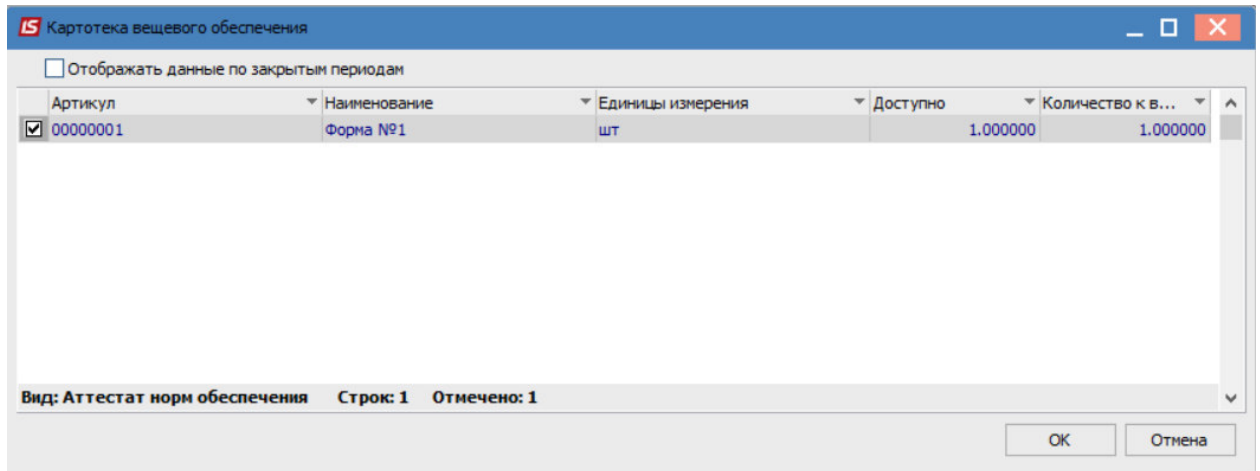 IS Картотека вещевого обеспечения
Отображать данные по закрытым периодам
Артикул Наименование Единицы измерения Доступно Количество к в...
00000001 Форма №1 шт 1.000000 1.000000
Вид: Аттестат норм обеспечения Строк: 1 Отмечено: 1
OK Отмена